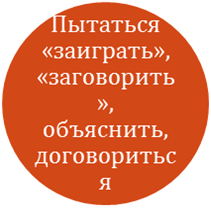 Пытаться
«заиграть»,
«заговорить
»,
объяснить,
договоритьс
я